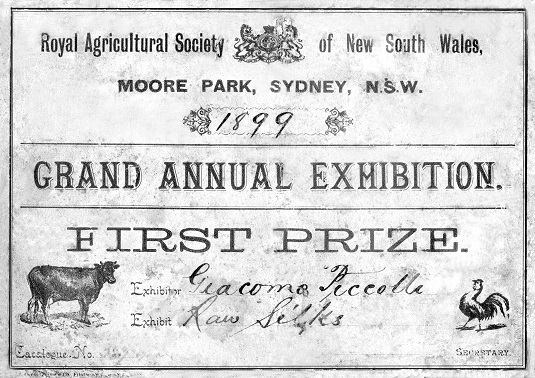 Royal Agricultural Society of New South Wales,
MOORE PARK, SYDNEY, N.S.W.
1899
GRAND ANNUAL EXHIBITION.
FIRST PRIZE.
Exhibitor Giacomo Piccolli
Exhibit Raw Silks
Catalogue No.
SECRETARY.